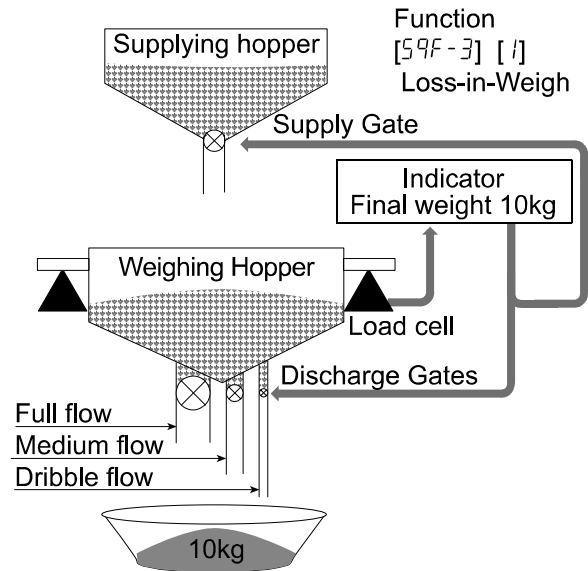 Function
[59F-3] [1]
Loss-in-Weigh
Supplying hopper
Supply Gate
Indicator
Final weight 10kg
Weighing Hopper
Load cell
Discharge Gates
Full flow
Medium flow
Dribble flow
10kg